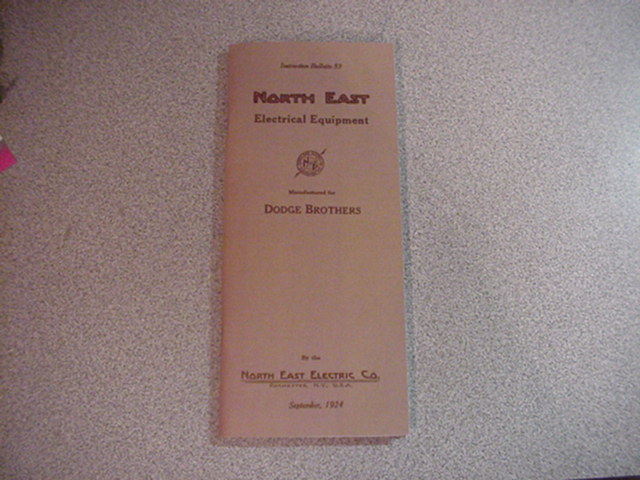 Instruction Bulletin 53
NORTH EAST
Electrical Equipment
Manufactured for
DODGE BROTHERS
By the
NORTH EAST ELECTRIC CO.
ROCHESTER, N.Y., U.S.A.
September, 1924